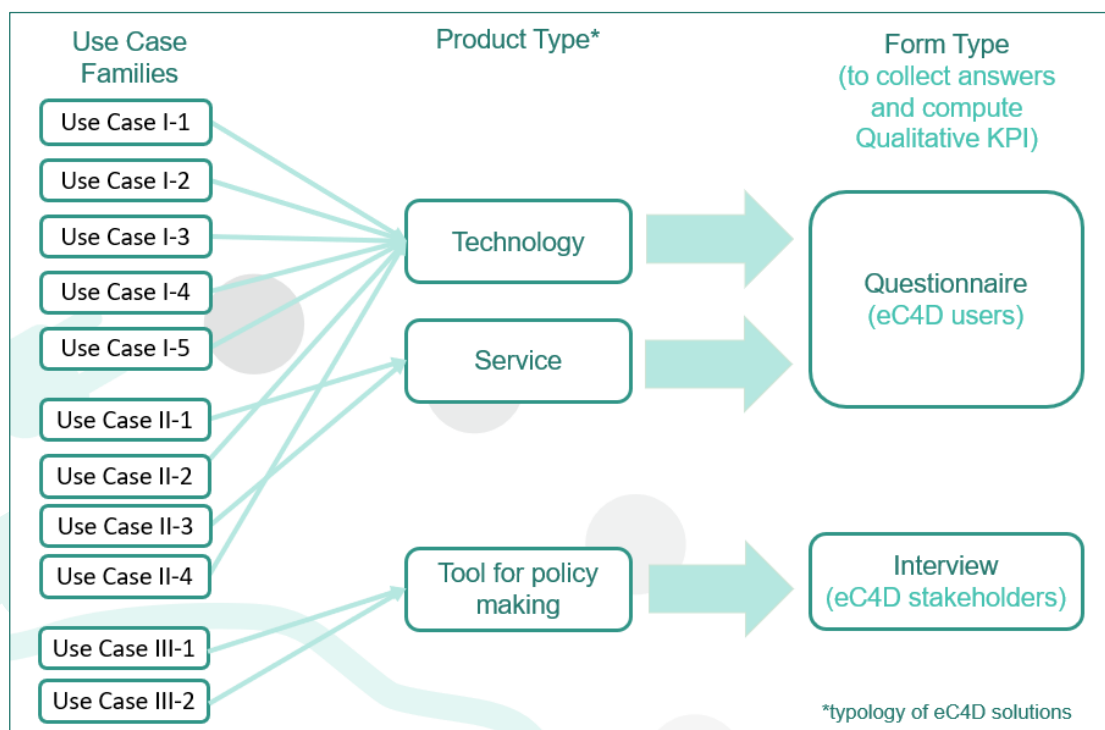 Use Case
Families
Product Type*
Form Type
(to collect answers
and compute
Qualitative KPI)
Use Case I-1
Use Case I-2
Use Case I-3
Use Case I-4
Use Case I-5
Use Case II-1
Use Case II-2
Use Case II-3
Use Case II-4
Use Case III-1
Use Case III-2
Technology
Service
Tool for policy
making
Questionnaire
(eC4D users)
Interview
(eC4D stakeholders)
*typology of eC4D solutions